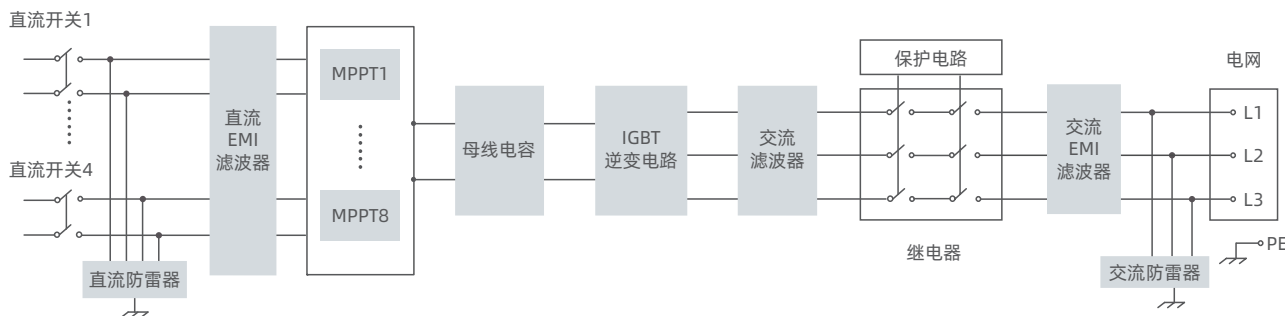 直流开关1
直流开关4
直流防雷器
直流
EMI
滤波器
MPPT1
MPPT8
母线电容
IGBT
逆变电路
交流
滤波器
保护电路
继电器
交流
EMI
滤波器
电网
L1
L2
L3
PE
交流防雷器